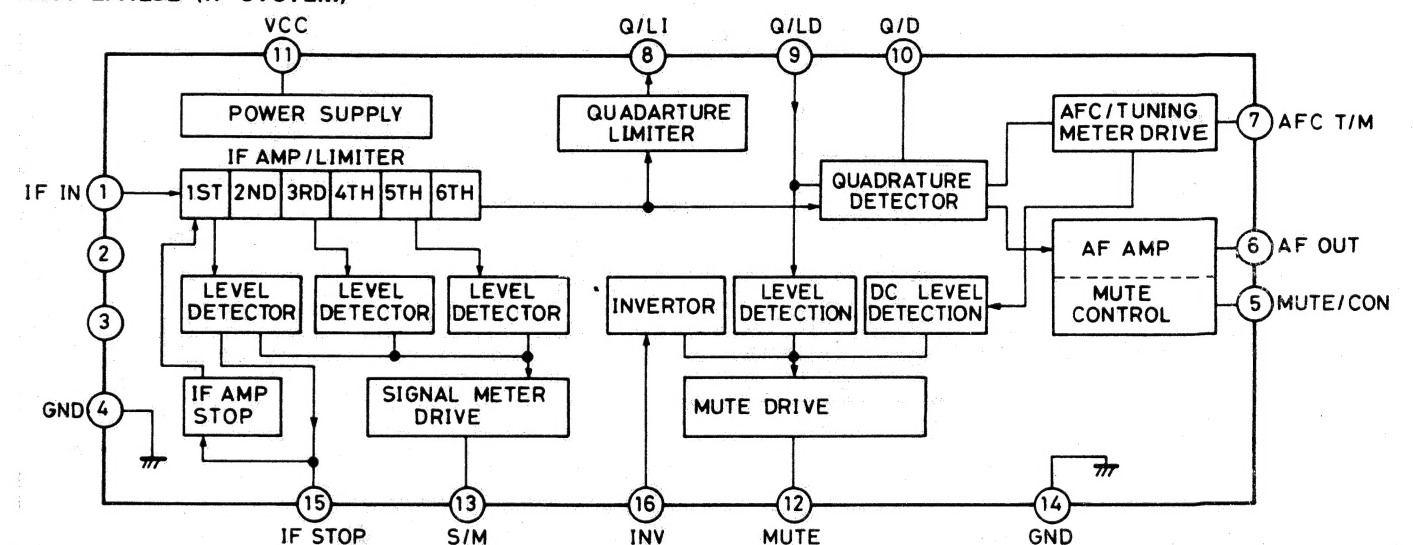 VCC
Q/LI
Q/LD
Q/D
11
8
9
10
POWER SUPPLY
QUADARTURE
LIMITER
AFC/TUNING
METER DRIVE
7
AFC T/M
IF AMP/LIMITER
IF IN
1
1ST
2ND
3RD
4TH
5TH
6TH
QUADRATURE
DETECTOR
2
AF AMP
6
AF OUT
LEVEL
DETECTOR
LEVEL
DETECTOR
LEVEL
DETECTOR
INVERTOR
LEVEL
DETECTION
DC LEVEL
DETECTION
MUTE
CONTROL
5
MUTE/CON
3
GND
4
IF AMP
STOP
SIGNAL METER
DRIVE
MUTE DRIVE
15
13
16
12
14
IF STOP
S/M
INV
MUTE
GND